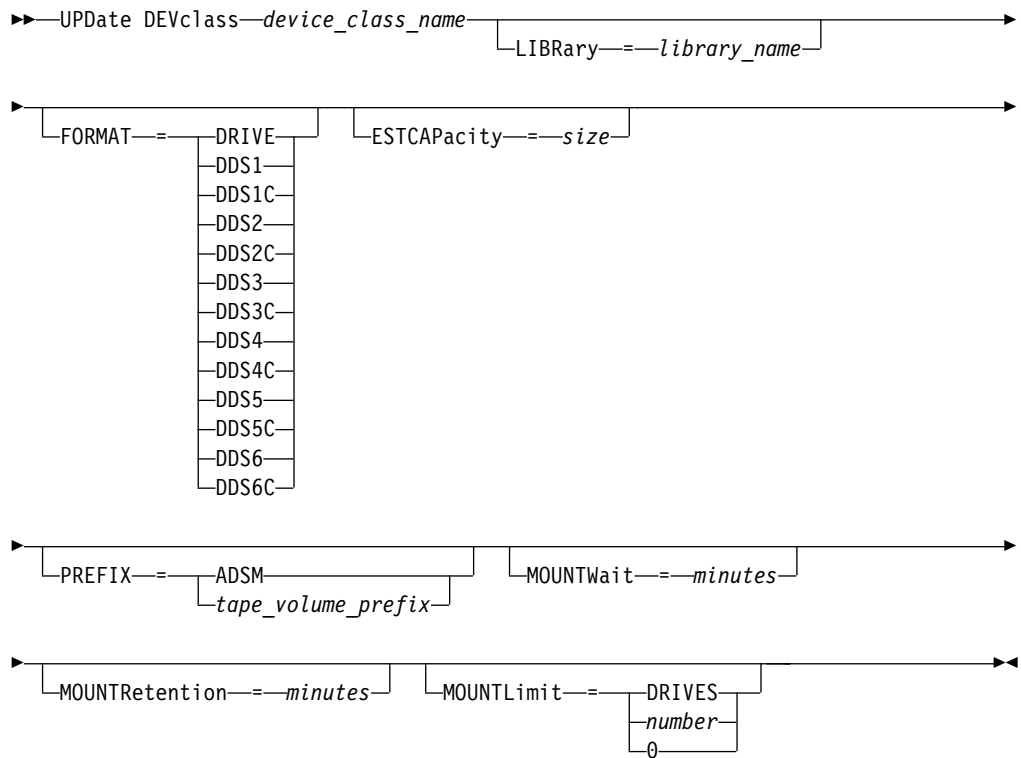 UPDate DEVclass device_class_name
LIBRary = library_name
FORMAT = DRIVE ESTCAPacity = size
DDS1
DDS1C
DDS2
DDS2C
DDS3
DDS3C
DDS4
DDS4C
DDS5
DDS5C
DDS6
DDS6C
PREFIX = ADSM MOUNTWait = minutes
tape_volume_prefix
MOUNTRetention = minutes MOUNTLimit = DRIVES
number
0